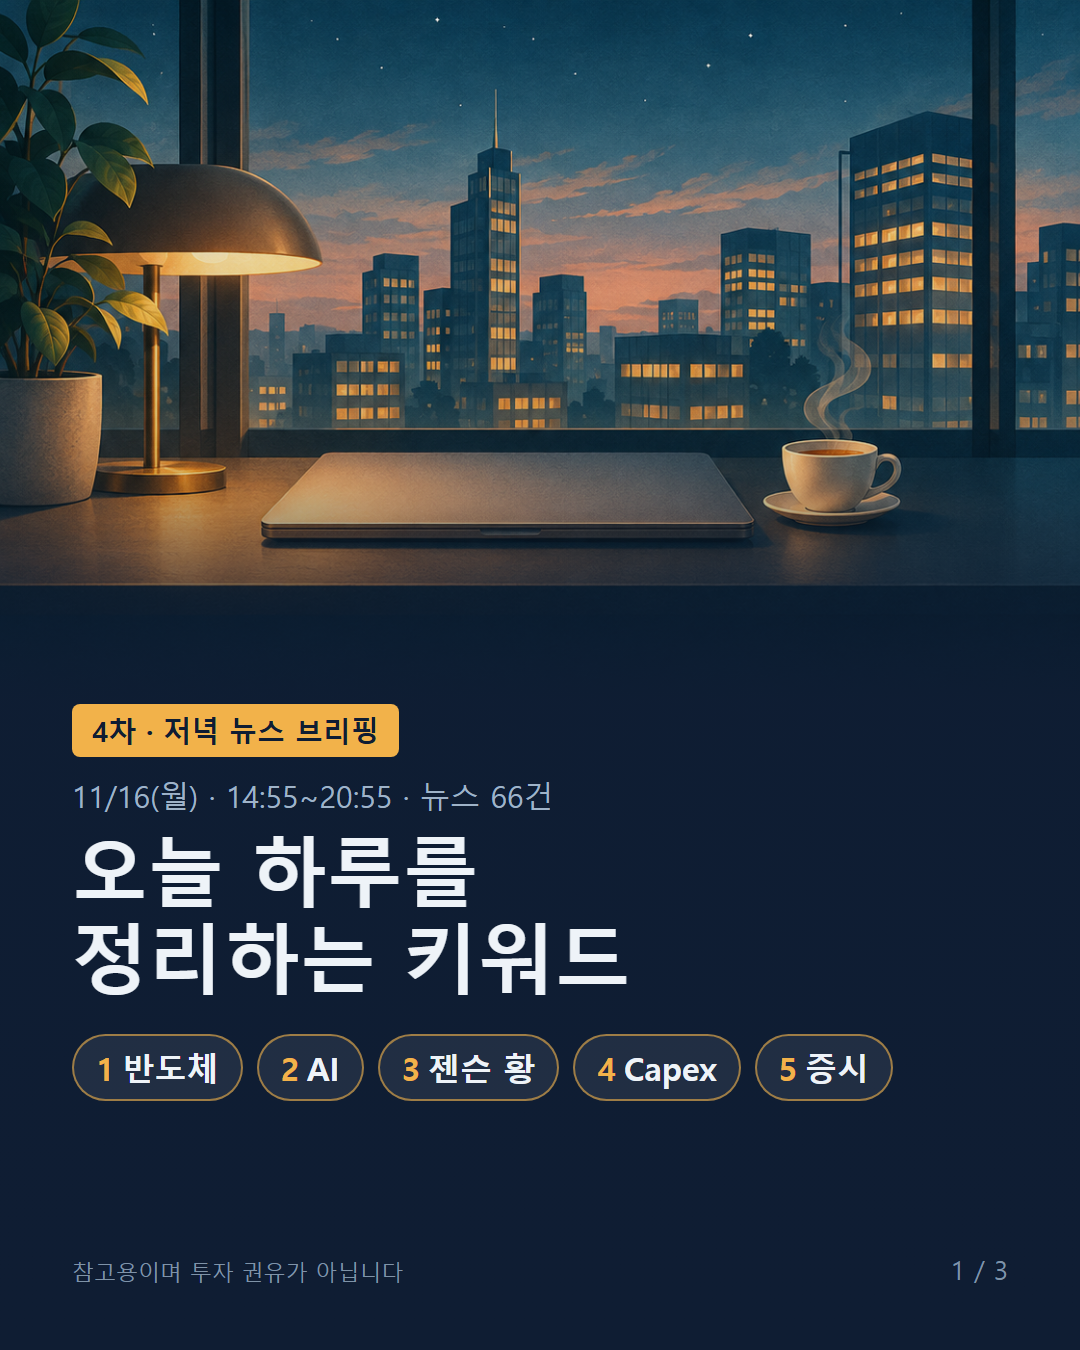 4차 · 저녁 뉴스 브리핑
11/16(월) · 14:55~20:55 · 뉴스 66건
오늘 하루를
정리하는 키워드
1 반도체 2 AI 3 젠슨 황 4 Capex 5 증시
참고용이며 투자 권유가 아닙니다 1 / 3